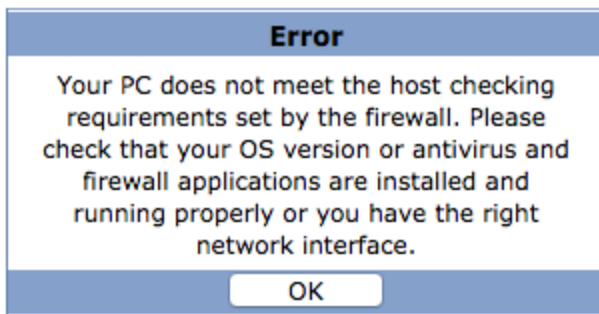 Error
Your PC does not meet the host checking
requirements set by the firewall. Please
check that your OS version or antivirus and
firewall applications are installed and
running properly or you have the right
network interface.
OK